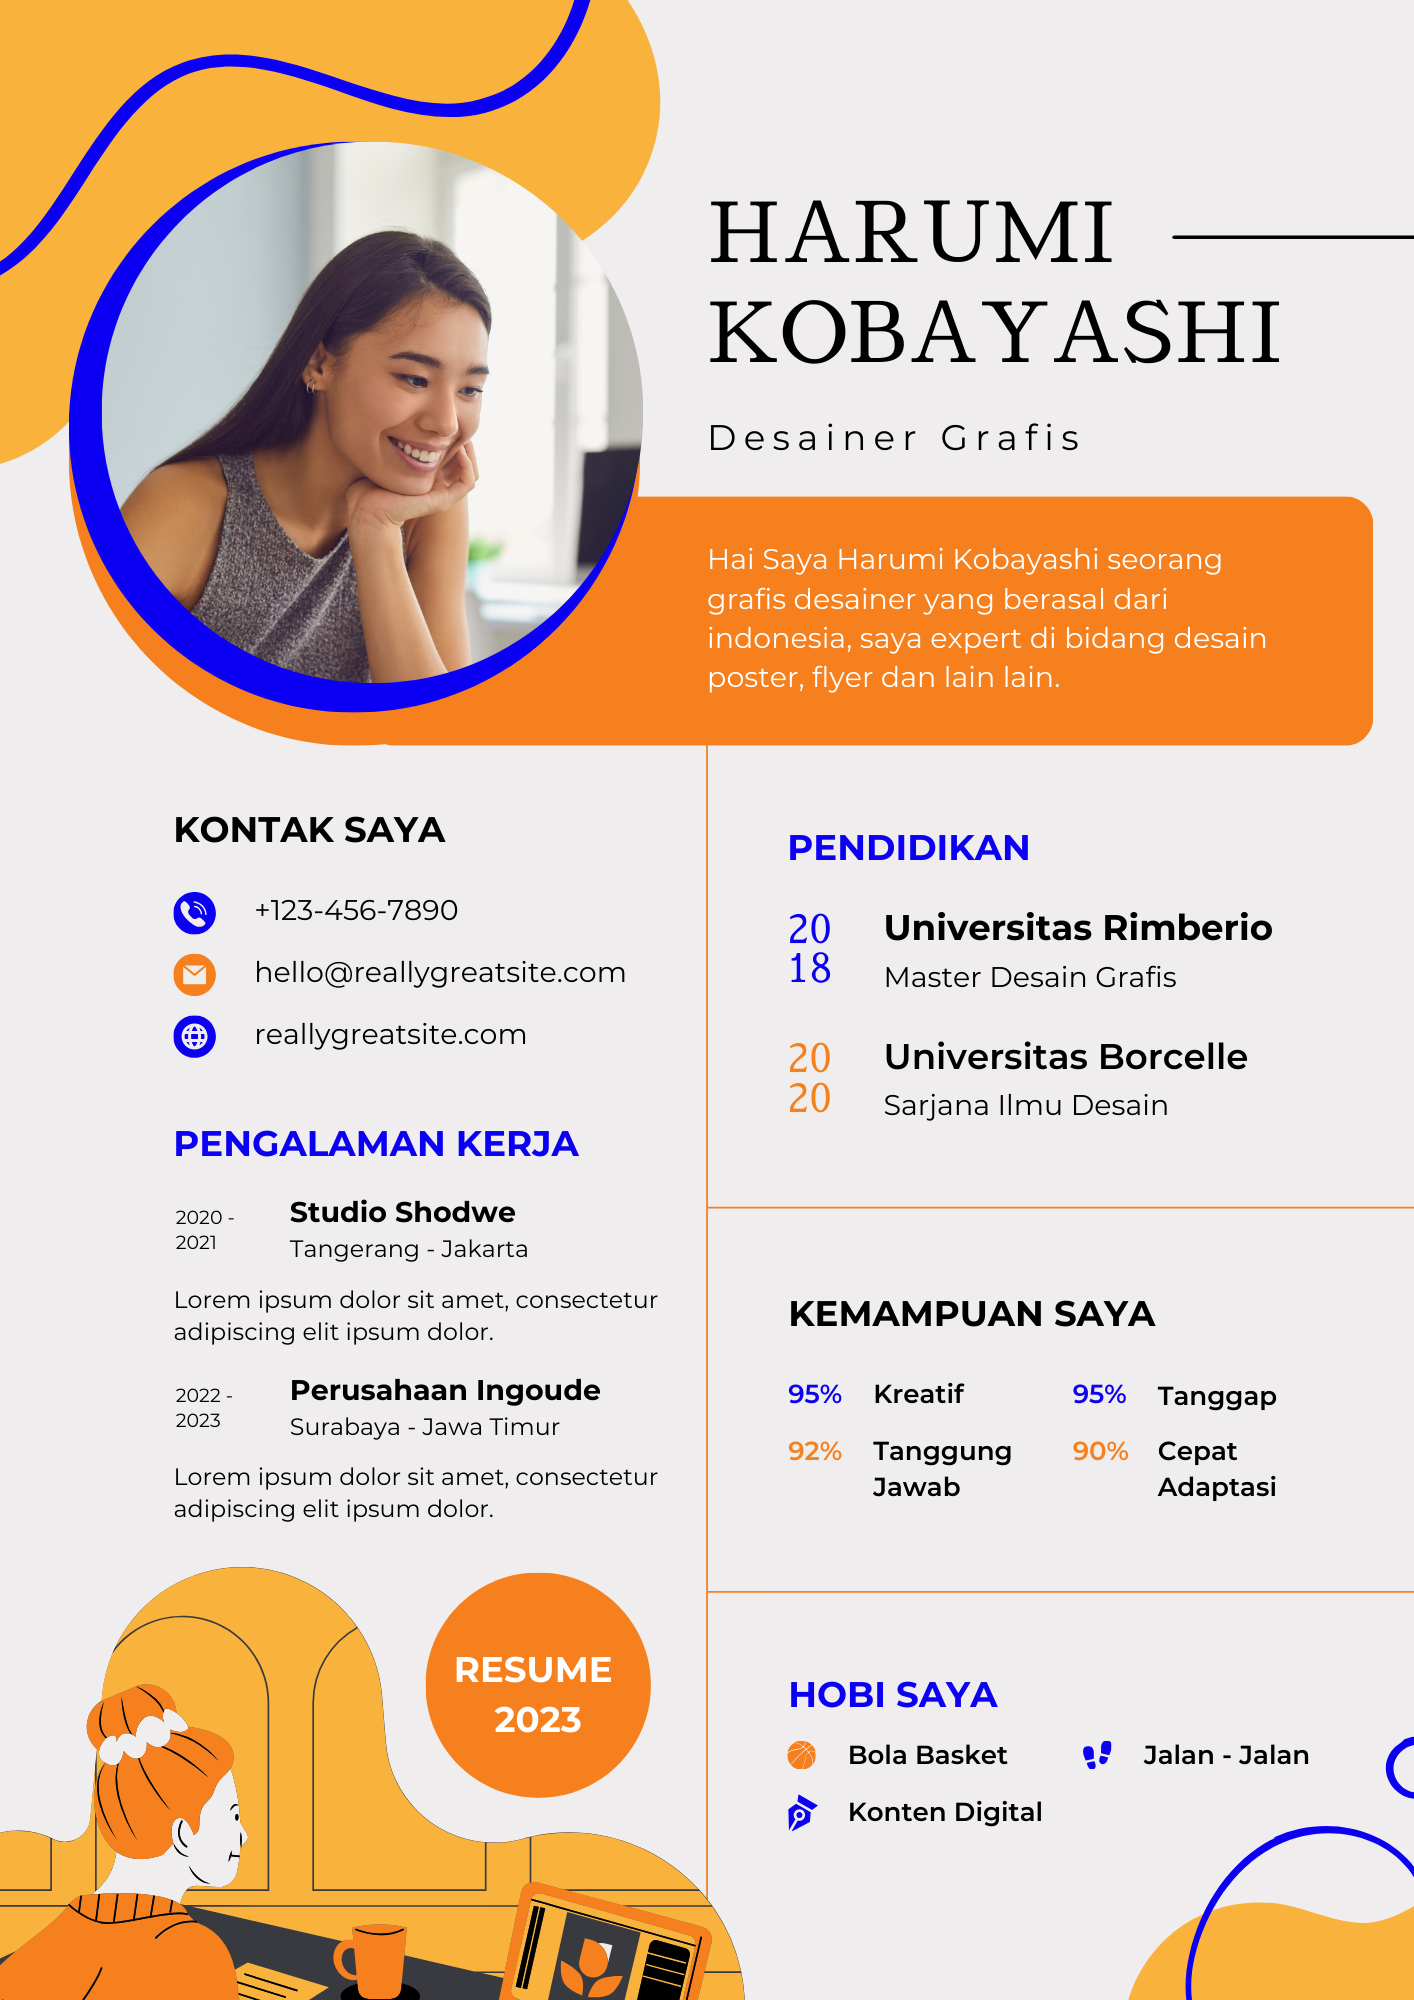 HARUMI
KOBAYASHI
Desainer Grafis
Hai Saya Harumi Kobayashi seorang
grafis desainer yang berasal dari
indonesia, saya expert di bidang desain
poster, flyer dan lain lain.
KONTAK SAYA
+123-456-7890
hello@reallygreatsite.com
reallygreatsite.com
PENGALAMAN KERJA
2020 -
2021
Studio Shodwe
Tangerang - Jakarta
Lorem ipsum dolor sit amet, consectetur
adipiscing elit ipsum dolor.
2022 -
2023
Perusahaan Ingoude
Surabaya - Jawa Timur
Lorem ipsum dolor sit amet, consectetur
adipiscing elit ipsum dolor.
RESUME
2023
PENDIDIKAN
20
18
Universitas Rimberio
Master Desain Grafis
20
20
Universitas Borcelle
Sarjana Ilmu Desain
KEMAMPUAN SAYA
95% Kreatif
95% Tanggap
92% Tanggung
Jawab
90% Cepat
Adaptasi
HOBI SAYA
Bola Basket
Jalan - Jalan
Konten Digital